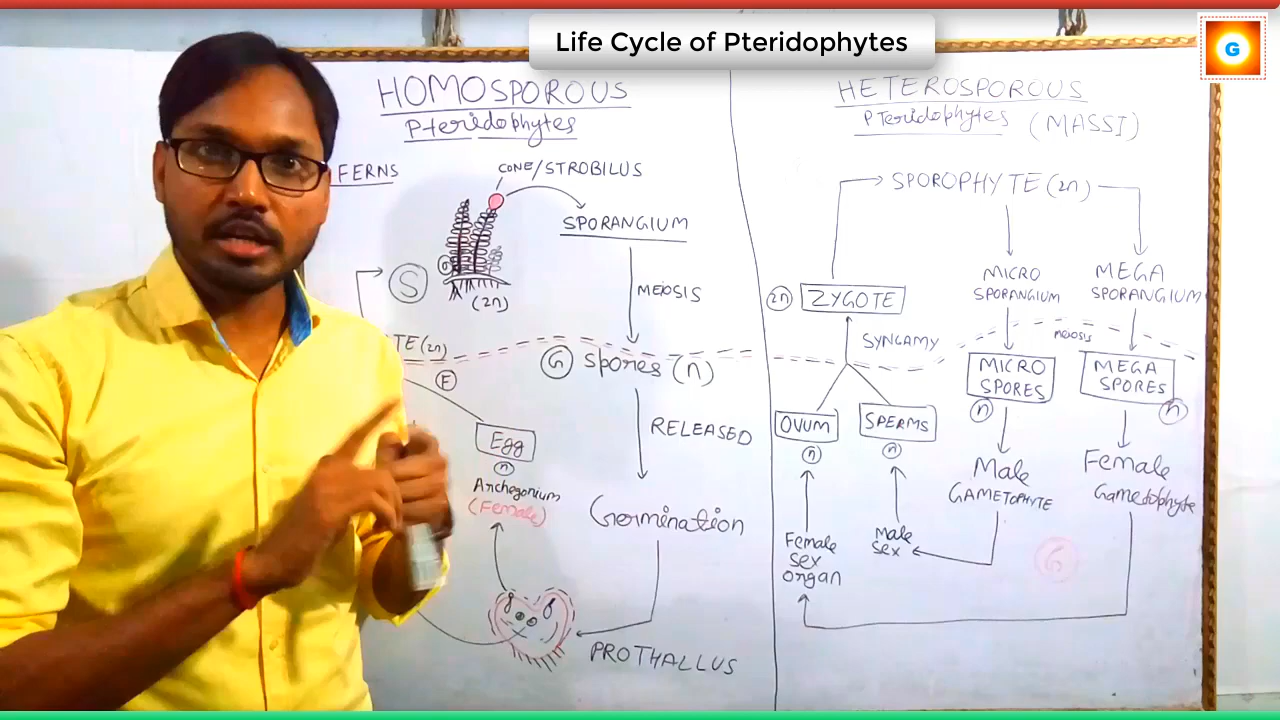 Life Cycle of Pteridophytes
G
HOMOSPOROUS
Pteridophytes
FERNS
CONE/STROBILUS
SPORANGIUM
S
(2n)
MEIOSIS
TE(2n)
F
G spores (n)
RELEASED
Egg
n
Archegonium
(Female)
Germination
PROTHALLUS
HETEROSPOROUS
PTeridophytes (MASSI)
SPOROPHYTE (2n)
MICRO
SPORANGIUM
MEGA
SPORANGIUM
2n ZYGOTE
SYNGAMY
meiosis
MICRO
SPORES
n
MEGA
SPORES
n
OVUM
n
SPERMS
n
Male
GAMETOPHYTE
Female
Gametophyte
Female
sex
organ
Male
sex
G